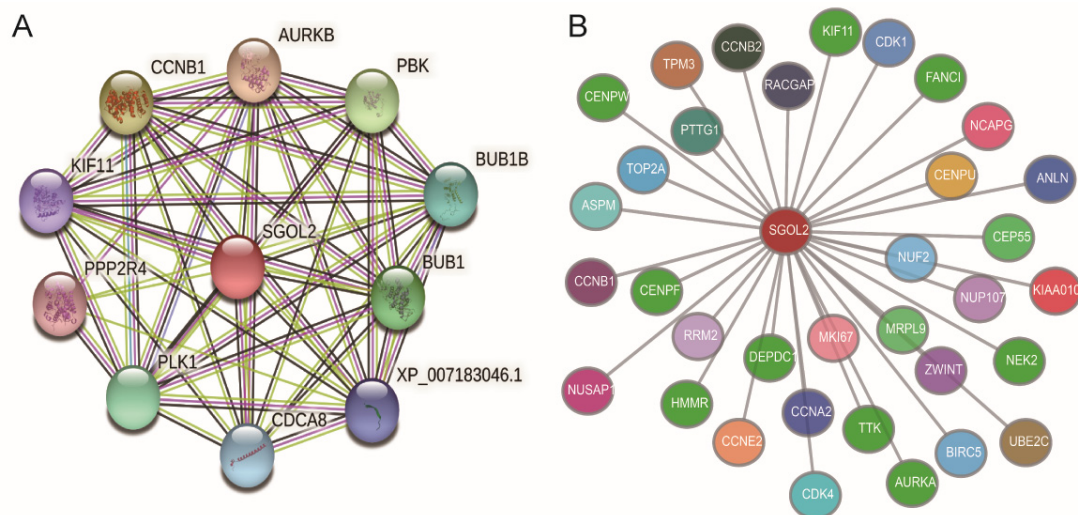 A
AURKB
CCNB1
PBK
KIF11
BUB1B
SGOL2
PPP2R4
BUB1
PLK1
XP_007183046.1
CDCA8
B
KIF11
CCNB2
CDK1
TPM3
RACGAP
FANCI
CENPW
PTTG1
NCAPG
TOP2A
CENPU
ANLN
ASPM
SGOL2
CEP55
NUF2
CCNB1
CENPF
NUP107
KIAA010
RRM2
MKI67
MRPL9
DEPDC1
NEK2
ZWINT
NUSAP1
HMMR
CCNA2
TTK
CCNE2
BIRC5
UBE2C
AURKA
CDK4